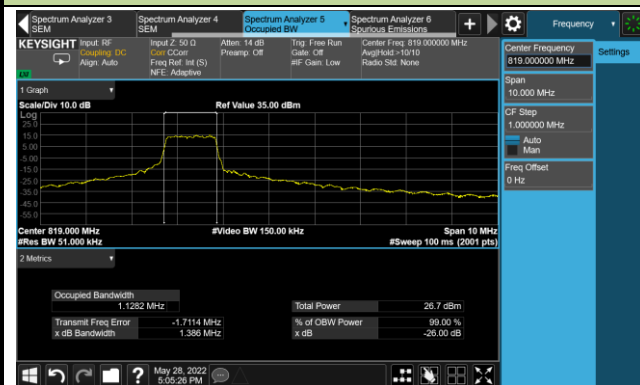 Spectrum Analyzer 3
SEM
Spectrum Analyzer 4
SEM
Spectrum Analyzer 5
Occupied BW
Spectrum Analyzer 6
Spurious Emissions
+
Frequency
KEYSIGHT
Input: RF
Coupling: DC
Align: Auto
Input Z: 50 Ω
Corr CCorr
Freq Ref: Int (S)
NFE: Adaptive
Atten: 14 dB
Preamp: Off
Trig: Free Run
Gate: Off
#IF Gain: Low
Center Freq: 819.000000 MHz
Avg|Hold:>10/10
Radio Std: None
Center Frequency
819.000000 MHz
Settings
Span
10.000 MHz
CF Step
1.000000 MHz
Auto
Man
Freq Offset
0 Hz
1 Graph
Scale/Div 10.0 dB
Ref Value 35.00 dBm
Log
25.0
15.0
5.00
-5.00
-15.0
-25.0
-35.0
-45.0
-55.0
Center 819.000 MHz
#Video BW 150.00 kHz
Span 10 MHz
#Res BW 51.000 kHz
#Sweep 100 ms (2001 pts)
2 Metrics
Occupied Bandwidth
1.1282 MHz
Total Power
26.7 dBm
Transmit Freq Error
-1.7114 MHz
% of OBW Power
99.00 %
x dB Bandwidth
1.386 MHz
x dB
-26.00 dB
?
May 28, 2022
5:05:26 PM